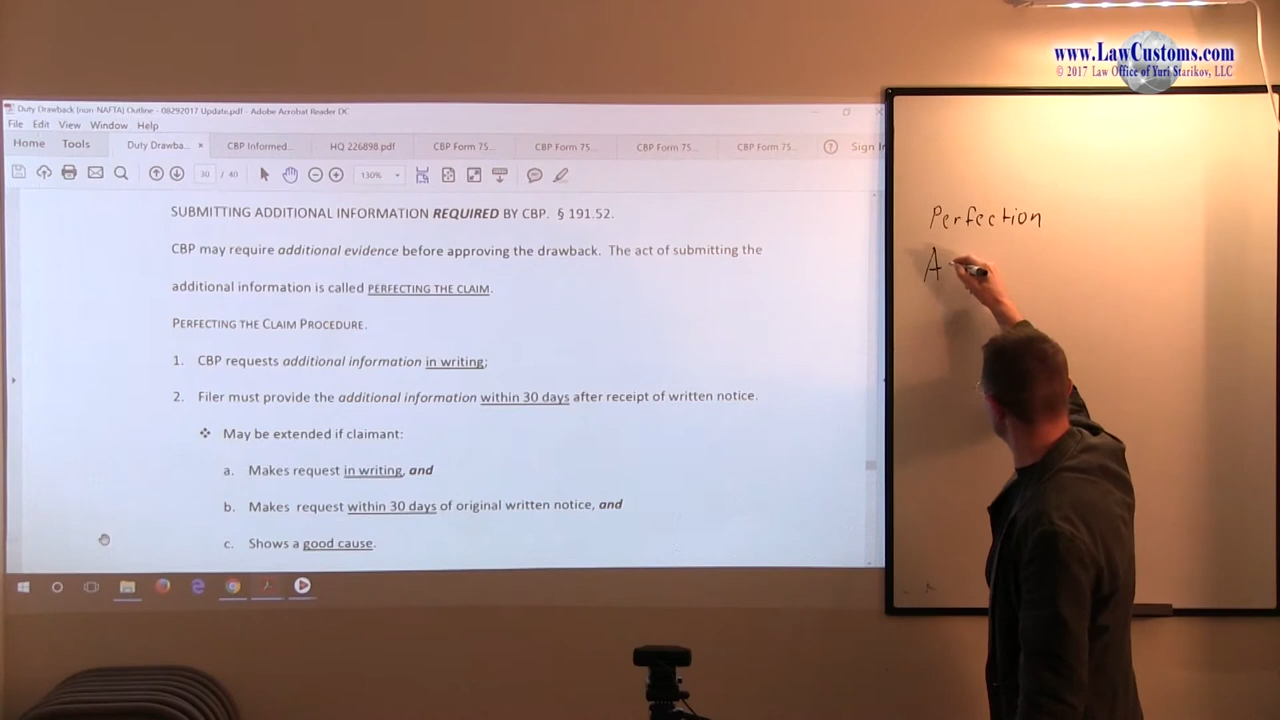 www.LawCustoms.com
© 2017 Law Office of Yuri Starikov, LLC
Duty Drawback (non-NAFTA) Outline - 08292017 Update.pdf - Adobe Acrobat Reader DC
File Edit View Window Help
Home Tools Duty Drawba... × CBP Informed... HQ 226898.pdf CBP Form 75... CBP Form 75... CBP Form 75... CBP Form 75... Sign In
30 / 40 130%
SUBMITTING ADDITIONAL INFORMATION REQUIRED BY CBP. § 191.52.
CBP may require additional evidence before approving the drawback. The act of submitting the
additional information is called PERFECTING THE CLAIM.
PERFECTING THE CLAIM PROCEDURE.
1. CBP requests additional information in writing;
2. Filer must provide the additional information within 30 days after receipt of written notice.
❖ May be extended if claimant:
a. Makes request in writing, and
b. Makes request within 30 days of original written notice, and
c. Shows a good cause.
Perfection
A